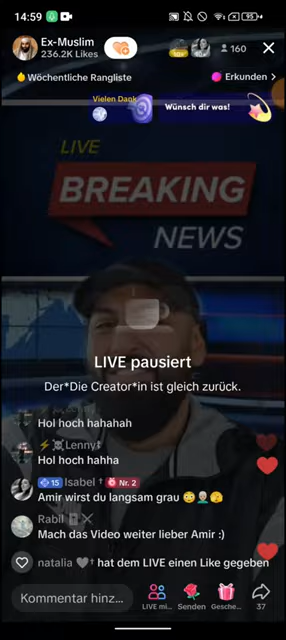 14:59
95
Ex-Muslim
236.2K Likes
160
Wöchentliche Rangliste
Erkunden >
Vielen Dank
Wünsch dir was!
LIVE
BREAKING
NEWS
LIVE pausiert
Der*Die Creator*in ist gleich zurück.
Hol hoch hahahah
Lenny
Hol hoch hahha
15 Isabel † Nr. 2
Amir wirst du langsam grau
Rabll
Mach das Video weiter lieber Amir :)
natalia † hat dem LIVE einen Like gegeben
Kommentar hinz...
LIVE mi...
Senden
Gesche...
37